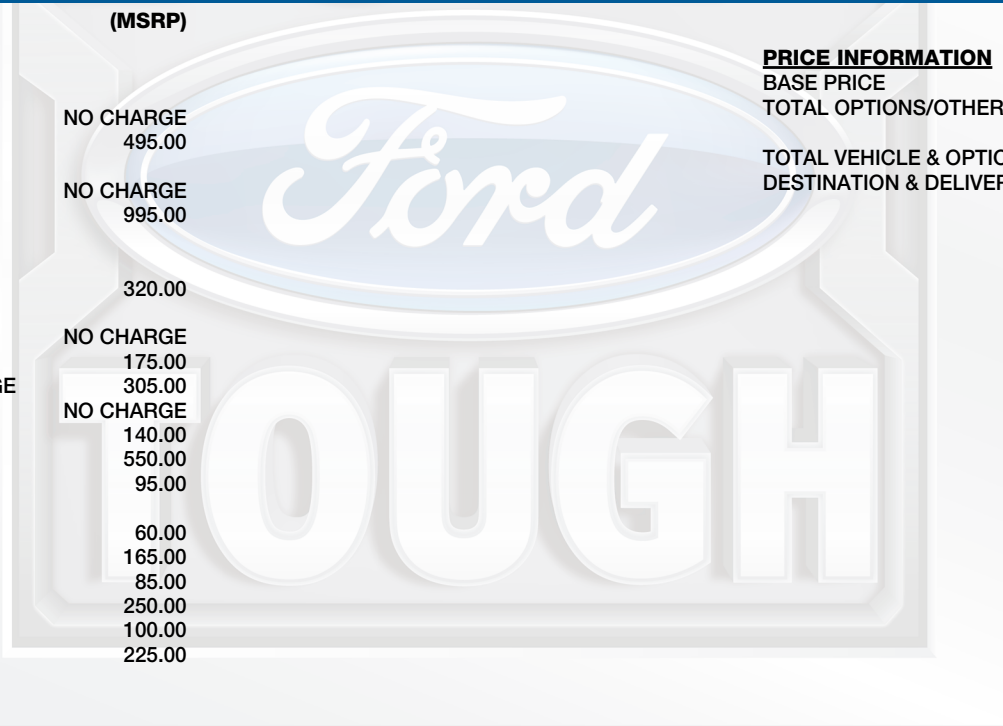 (MSRP)
PRICE INFORMATION
BASE PRICE
NO CHARGE
TOTAL OPTIONS/OTHER
495.00
TOTAL VEHICLE & OPTIO
NO CHARGE
DESTINATION & DELIVER
995.00
320.00
NO CHARGE
175.00
GE 305.00
NO CHARGE
140.00
550.00
95.00
60.00
165.00
85.00
250.00
100.00
225.00
Ford
TOUGH